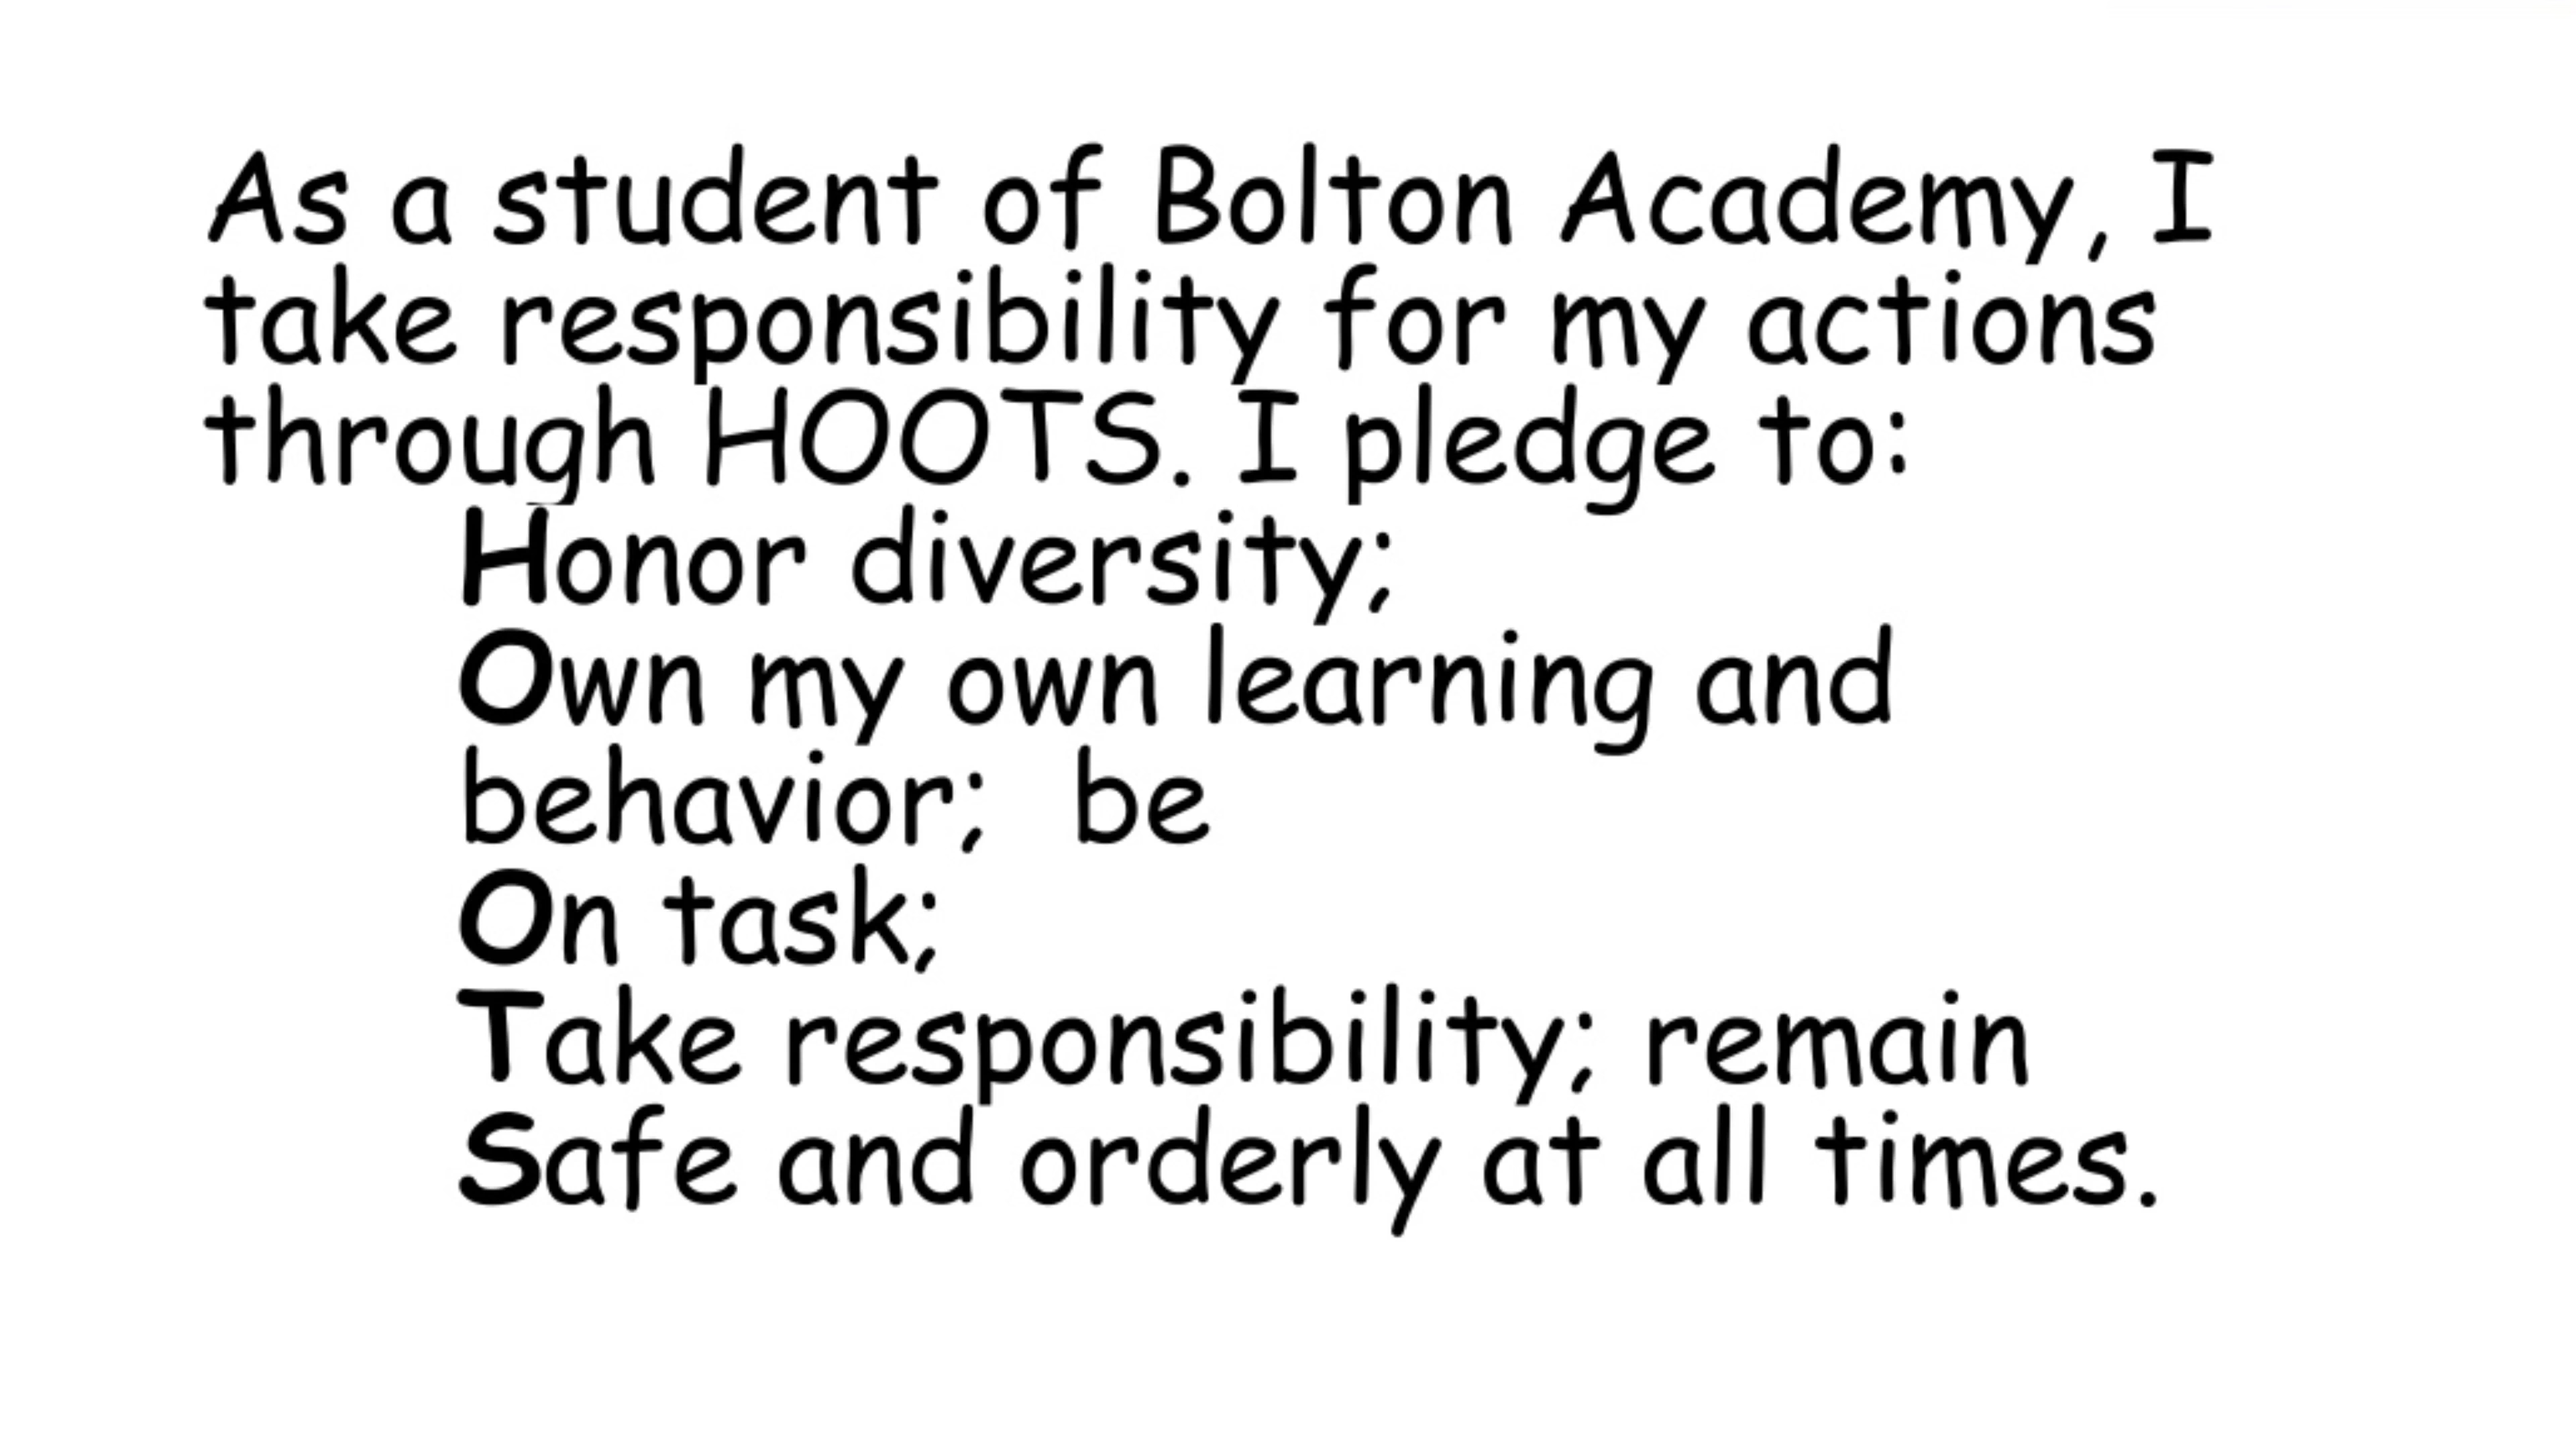 As a student of Bolton Academy, I
take responsibility for my actions
through HOOTS. I pledge to:
Honor diversity;
Own my own learning and
behavior;  be
On task;
Take responsibility; remain
Safe and orderly at all times.